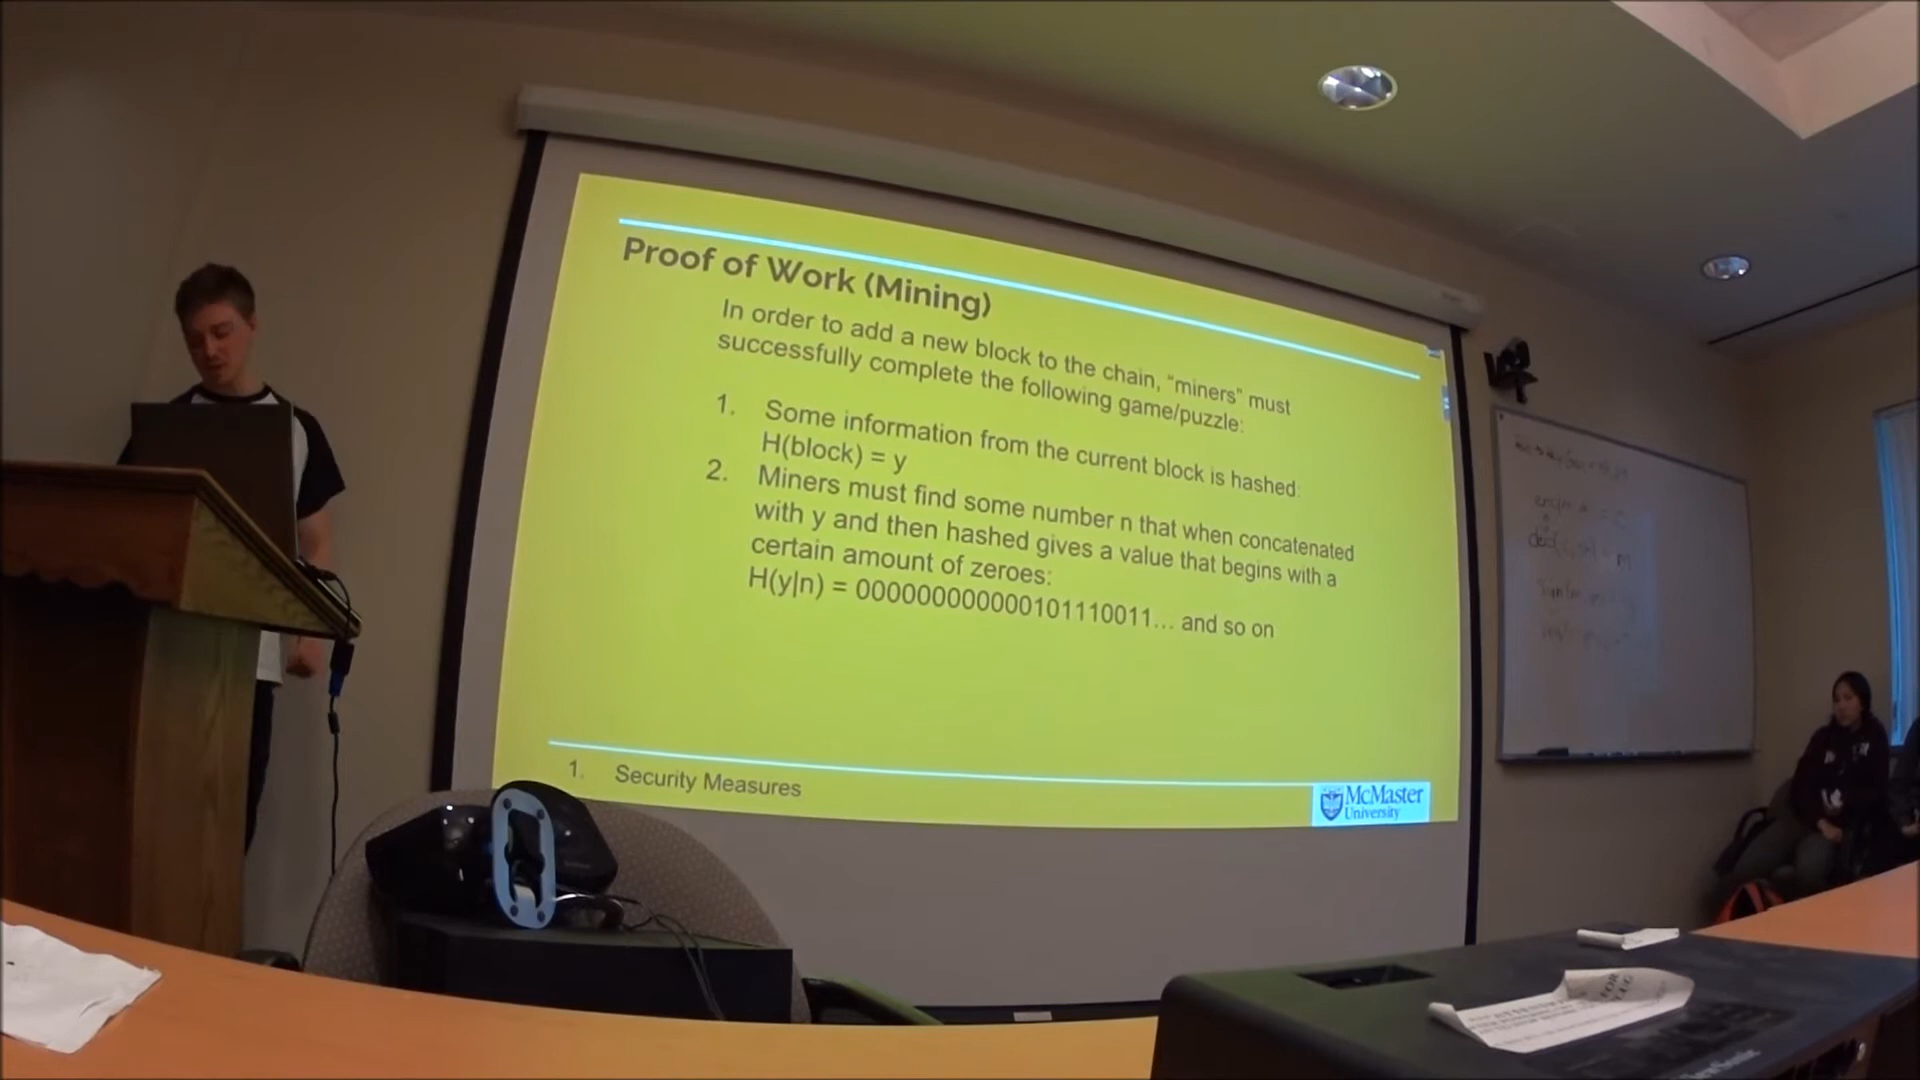 Proof of Work (Mining)
In order to add a new block to the chain, "miners" must
successfully complete the following game/puzzle:
1. Some information from the current block is hashed:
H(block) = y
2. Miners must find some number n that when concatenated
with y and then hashed gives a value that begins with a
certain amount of zeroes:
H(y|n) = 000000000000101110011... and so on
1. Security Measures
McMaster
University
ViewSonic